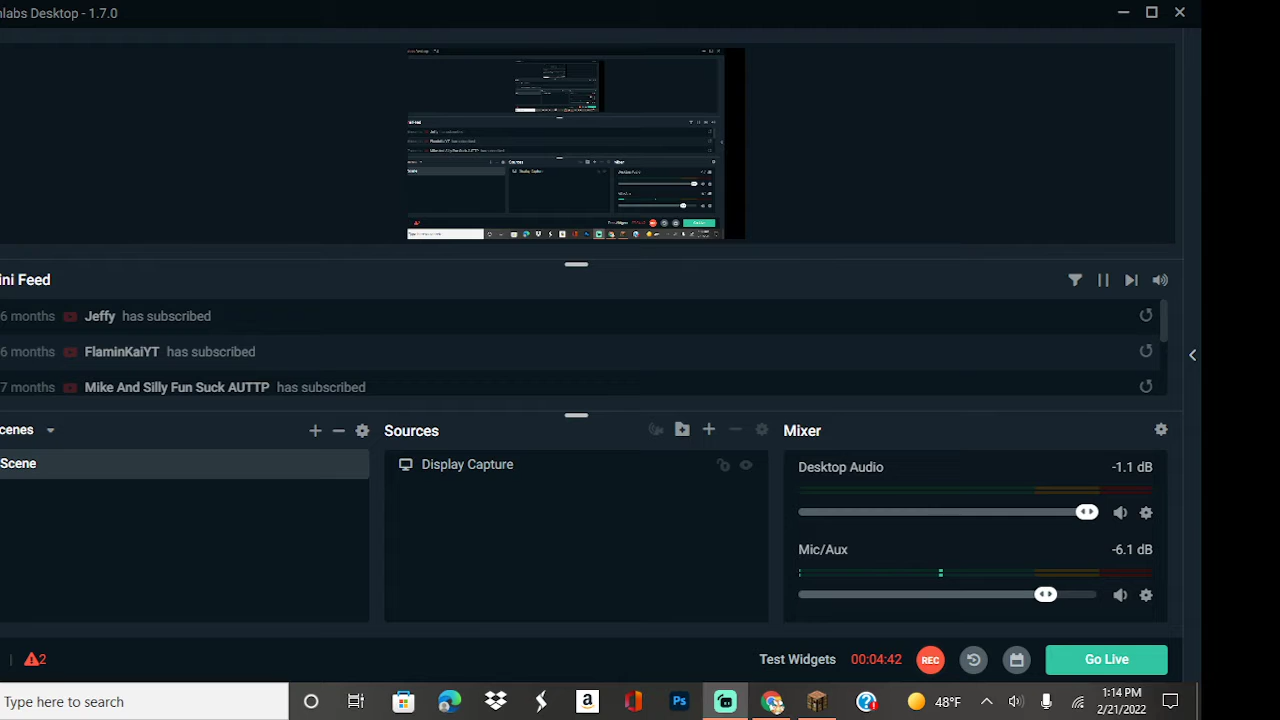 nlabs Desktop - 1.7.0
ini Feed
6 months Jeffy has subscribed
6 months FlaminKaiYT has subscribed
7 months Mike And Silly Fun Suck AUTTP has subscribed
cenes
Sources
Mixer
Scene
Display Capture
Desktop Audio -1.1 dB
Mic/Aux -6.1 dB
2
Test Widgets 00:04:42 REC Go Live
Type here to search
a
Ps
48°F
1:14 PM
2/21/2022